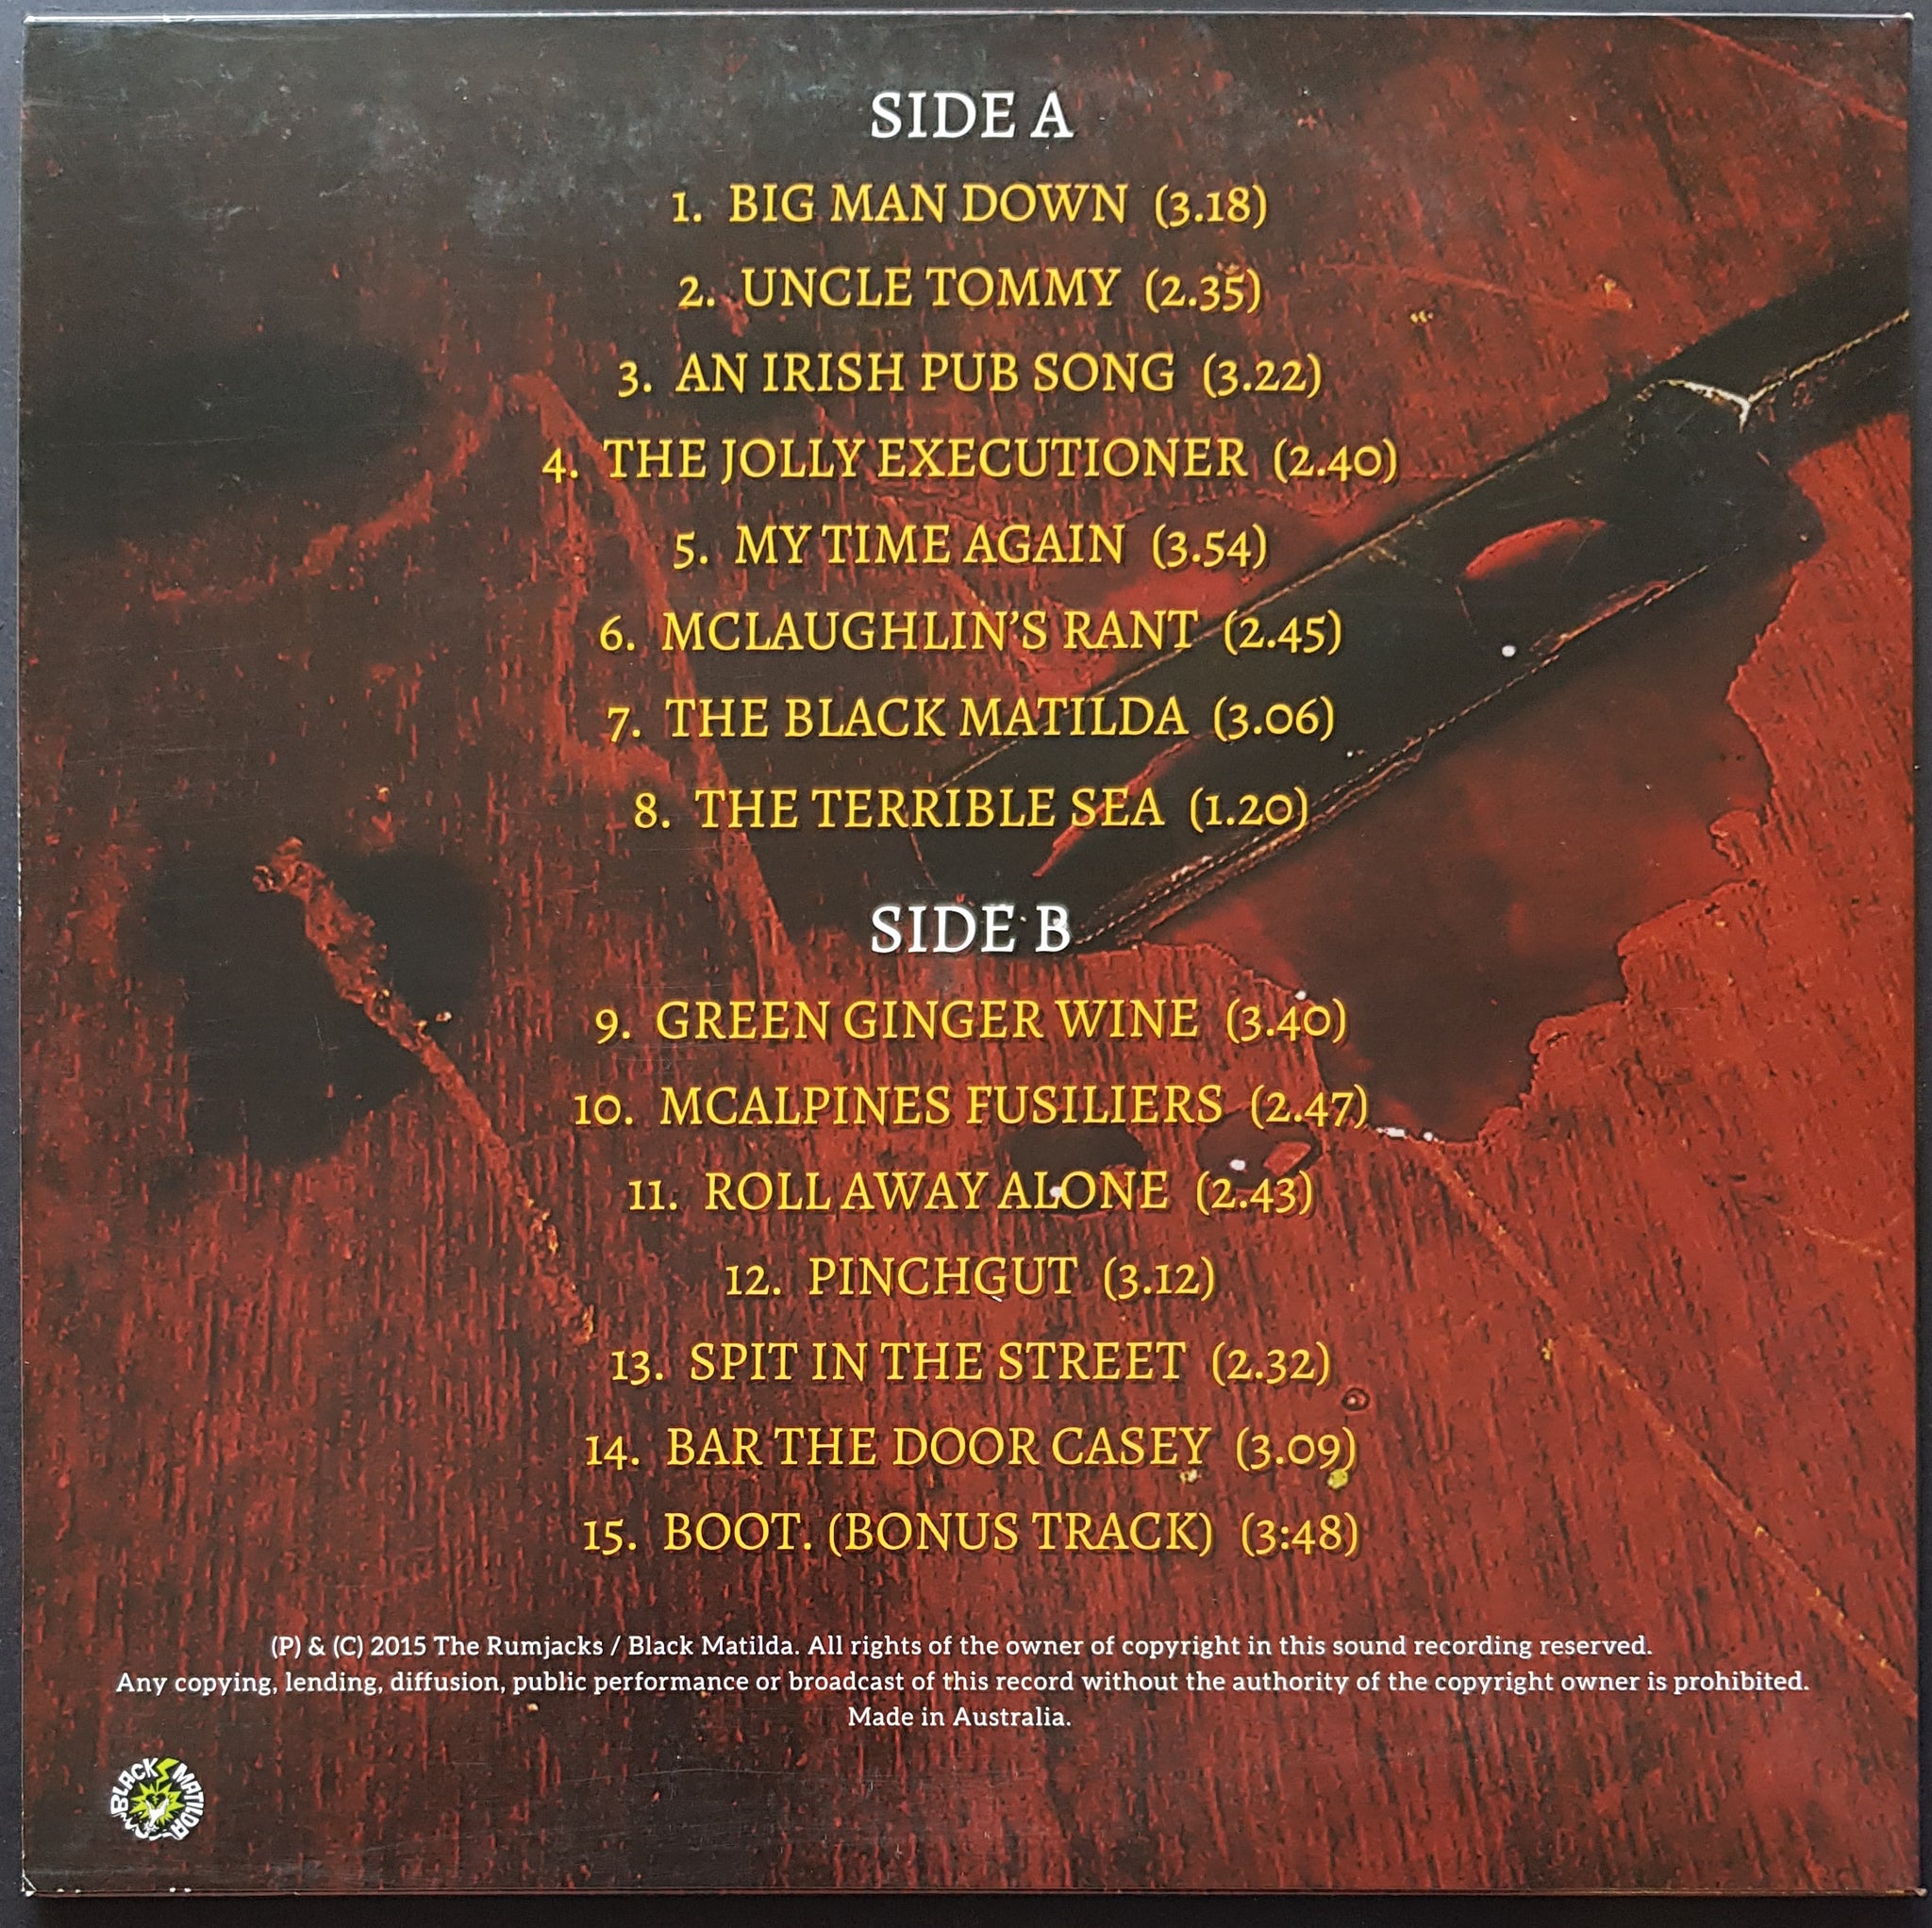 SIDE A
1. BIG MAN DOWN (3.18)
2. UNCLE TOMMY (2.35)
3. AN IRISH PUB SONG (3.22)
4. THE JOLLY EXECUTIONER (2.40)
5. MY TIME AGAIN (3.54)
6. MCLAUGHLIN'S RANT (2.45)
7. THE BLACK MATILDA (3.06)
8. THE TERRIBLE SEA (1.20)
SIDE B
9. GREEN GINGER WINE (3.40)
10. MCALPINES FUSILIERS (2.47)
11. ROLL AWAY ALONE (2.43)
12. PINCHGUT (3.12)
13. SPIT IN THE STREET (2.32)
14. BAR THE DOOR CASEY (3.09)
15. BOOT. (BONUS TRACK) (3:48)
(P) & (C) 2015 The Rumjacks / Black Matilda. All rights of the owner of copyright in this sound recording reserved.
Any copying, lending, diffusion, public performance or broadcast of this record without the authority of the copyright owner is prohibited.
Made in Australia.
BLACK MATILDA